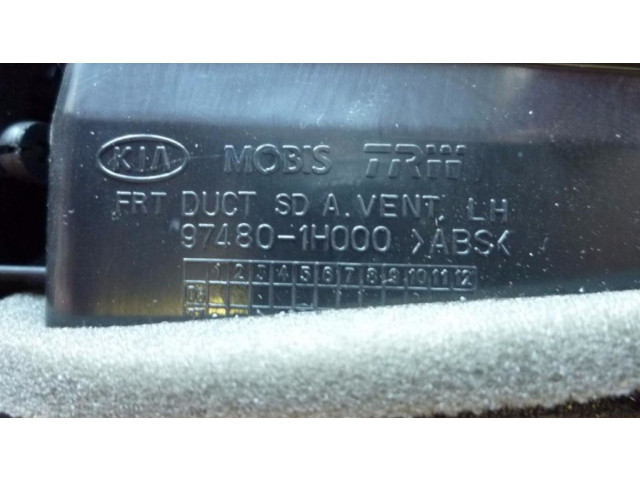 KIA MOBIS TRW
FRT DUCT SD A.VENT. LH
97480-1H000 >ABS<
1 2 3 4 5 6 7 8 9 10 11 12